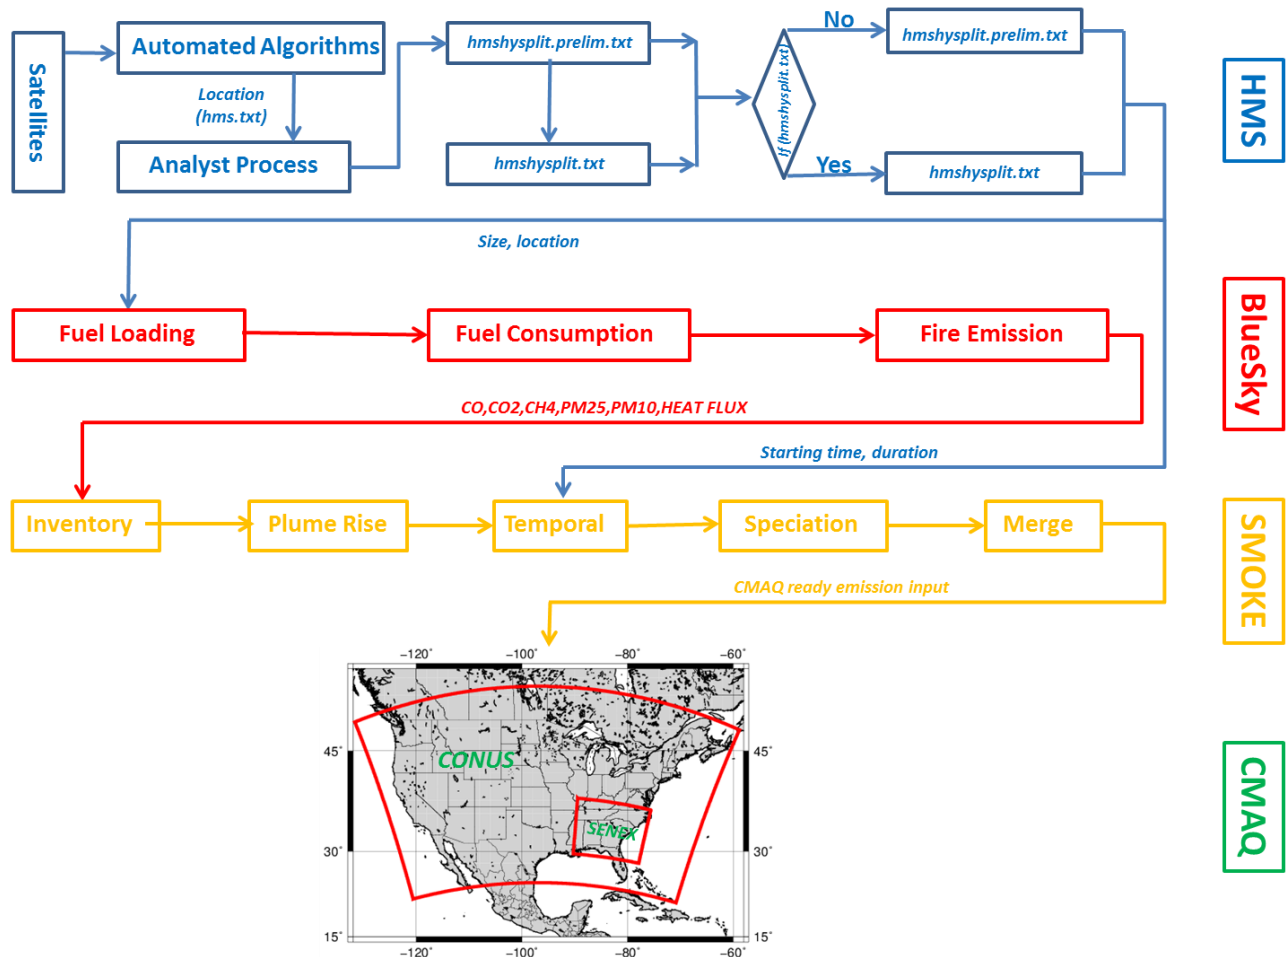 Satellites
Automated Algorithms
Location
(hms.txt)
Analyst Process
hmshysplit.prelim.txt
hmshysplit.txt
If (hmshysplit.txt)
No
Yes
hmshysplit.prelim.txt
hmshysplit.txt
HMS
Size, location
Fuel Loading
Fuel Consumption
Fire Emission
BlueSky
CO,CO2,CH4,PM25,PM10,HEAT FLUX
Starting time, duration
Inventory
Plume Rise
Temporal
Speciation
Merge
SMOKE
CMAQ ready emission input
−120° −100° −80° −60°
45° 45°
CONUS
SENEX
30° 30°
15° 15°
−120° −100° −80° −60°
CMAQ